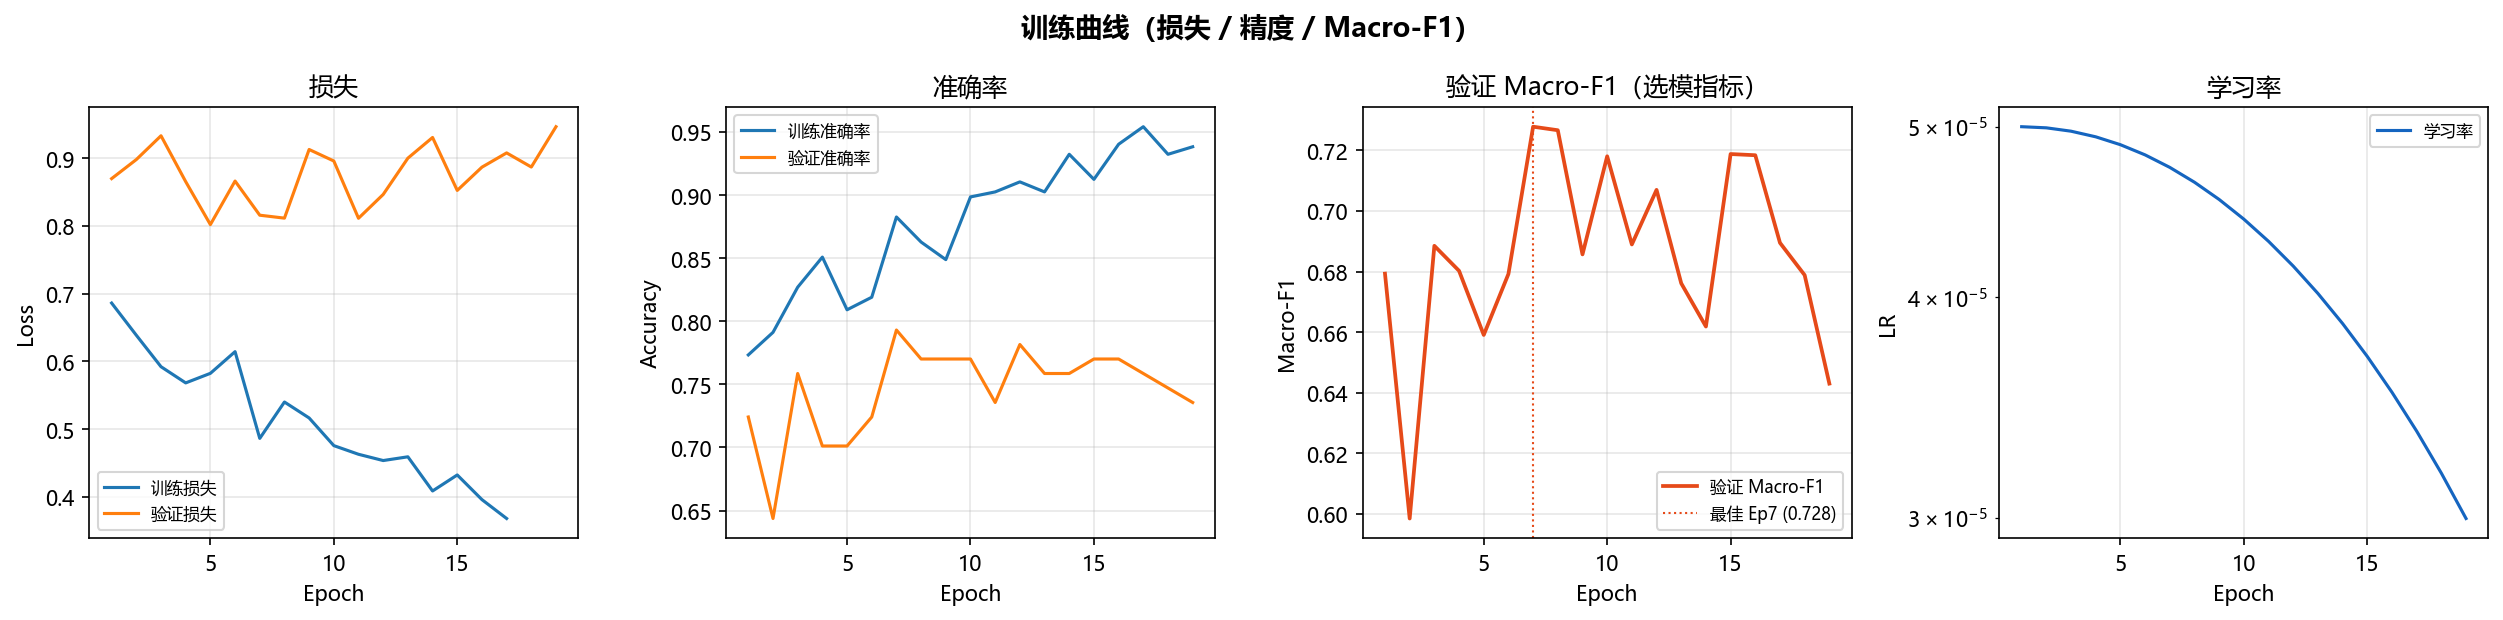 训练曲线（损失 / 精度 / Macro-F1）
损失
0.9
0.8
0.7
0.6
0.5
0.4
Loss
训练损失
验证损失
5
10
15
Epoch
准确率
0.95
0.90
0.85
0.80
0.75
0.70
0.65
Accuracy
训练准确率
验证准确率
5
10
15
Epoch
验证 Macro-F1（选模指标）
0.72
0.70
0.68
0.66
0.64
0.62
0.60
Macro-F1
验证 Macro-F1
最佳 Ep7 (0.728)
5
10
15
Epoch
学习率
5 × 10⁻⁵
4 × 10⁻⁵
3 × 10⁻⁵
LR
学习率
5
10
15
Epoch